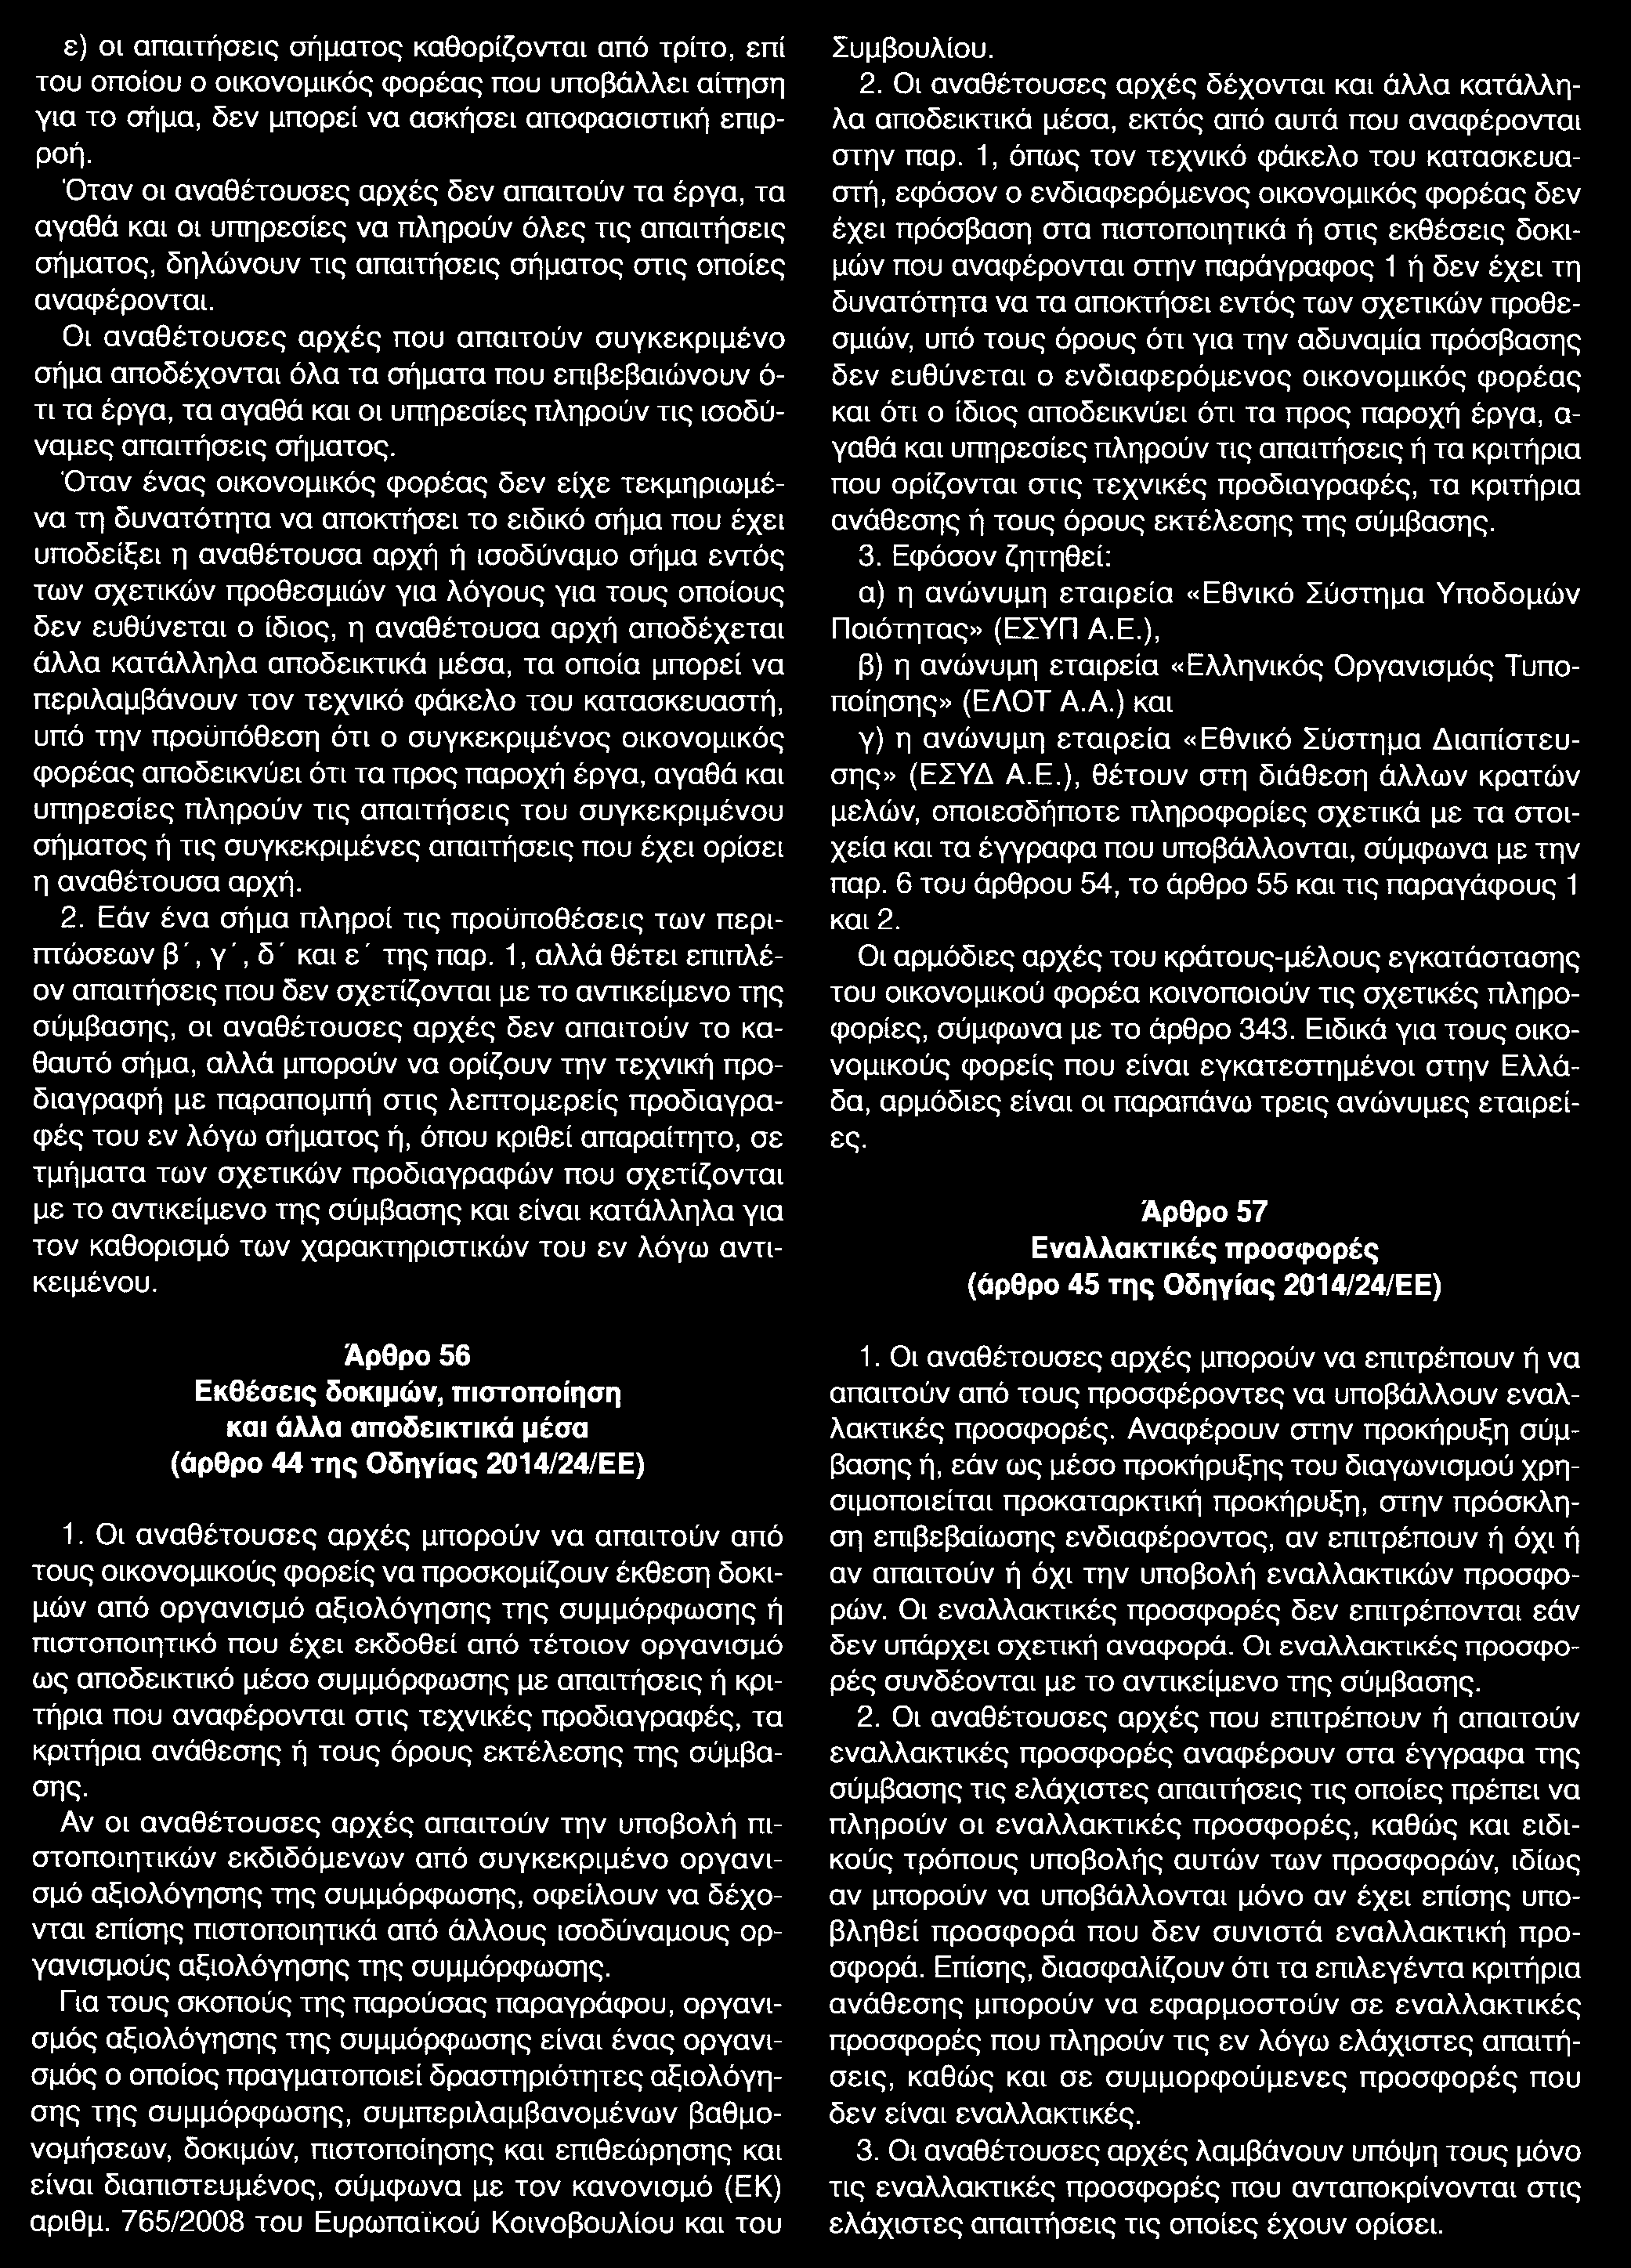 ε) οι απαιτήσεις σήματος καθορίζονται από τρίτο, επί
του οποίου ο οικονομικός φορέας που υποβάλλει αίτηση
για το σήμα, δεν μπορεί να ασκήσει αποφασιστική επιρ-
ροή.
Όταν οι αναθέτουσες αρχές δεν απαιτούν τα έργα, τα
αγαθά και οι υπηρεσίες να πληρούν όλες τις απαιτήσεις
σήματος, δηλώνουν τις απαιτήσεις σήματος στις οποίες
αναφέρονται.
Οι αναθέτουσες αρχές που απαιτούν συγκεκριμένο
σήμα αποδέχονται όλα τα σήματα που επιβεβαιώνουν ό-
τι τα έργα, τα αγαθά και οι υπηρεσίες πληρούν τις ισοδύ-
ναμες απαιτήσεις σήματος.
Όταν ένας οικονομικός φορέας δεν είχε τεκμηριωμέ-
να τη δυνατότητα να αποκτήσει το ειδικό σήμα που έχει
υποδείξει η αναθέτουσα αρχή ή ισοδύναμο σήμα εντός
των σχετικών προθεσμιών για λόγους για τους οποίους
δεν ευθύνεται ο ίδιος, η αναθέτουσα αρχή αποδέχεται
άλλα κατάλληλα αποδεικτικά μέσα, τα οποία μπορεί να
περιλαμβάνουν τον τεχνικό φάκελο του κατασκευαστή,
υπό την προϋπόθεση ότι ο συγκεκριμένος οικονομικός
φορέας αποδεικνύει ότι τα προς παροχή έργα, αγαθά και
υπηρεσίες πληρούν τις απαιτήσεις του συγκεκριμένου
σήματος ή τις συγκεκριμένες απαιτήσεις που έχει ορίσει
η αναθέτουσα αρχή.
2. Εάν ένα σήμα πληροί τις προϋποθέσεις των περι-
πτώσεων β΄, γ΄, δ΄ και ε΄ της παρ. 1, αλλά θέτει επιπλέ-
ον απαιτήσεις που δεν σχετίζονται με το αντικείμενο της
σύμβασης, οι αναθέτουσες αρχές δεν απαιτούν το κα-
θαυτό σήμα, αλλά μπορούν να ορίζουν την τεχνική προ-
διαγραφή με παραπομπή στις λεπτομερείς προδιαγρα-
φές του εν λόγω σήματος ή, όπου κριθεί απαραίτητο, σε
τμήματα των σχετικών προδιαγραφών που σχετίζονται
με το αντικείμενο της σύμβασης και είναι κατάλληλα για
τον καθορισμό των χαρακτηριστικών του εν λόγω αντι-
κειμένου.
Άρθρο 56
Εκθέσεις δοκιμών, πιστοποίηση
και άλλα αποδεικτικά μέσα
(άρθρο 44 της Οδηγίας 2014/24/ΕΕ)
1. Οι αναθέτουσες αρχές μπορούν να απαιτούν από
τους οικονομικούς φορείς να προσκομίζουν έκθεση δοκι-
μών από οργανισμό αξιολόγησης της συμμόρφωσης ή
πιστοποιητικό που έχει εκδοθεί από τέτοιον οργανισμό
ως αποδεικτικό μέσο συμμόρφωσης με απαιτήσεις ή κρι-
τήρια που αναφέρονται στις τεχνικές προδιαγραφές, τα
κριτήρια ανάθεσης ή τους όρους εκτέλεσης της σύμβα-
σης.
Αν οι αναθέτουσες αρχές απαιτούν την υποβολή πι-
στοποιητικών εκδιδόμενων από συγκεκριμένο οργανι-
σμό αξιολόγησης της συμμόρφωσης, οφείλουν να δέχο-
νται επίσης πιστοποιητικά από άλλους ισοδύναμους ορ-
γανισμούς αξιολόγησης της συμμόρφωσης.
Για τους σκοπούς της παρούσας παραγράφου, οργανι-
σμός αξιολόγησης της συμμόρφωσης είναι ένας οργανι-
σμός ο οποίος πραγματοποιεί δραστηριότητες αξιολόγη-
σης της συμμόρφωσης, συμπεριλαμβανομένων βαθμο-
νομήσεων, δοκιμών, πιστοποίησης και επιθεώρησης και
είναι διαπιστευμένος, σύμφωνα με τον κανονισμό (ΕΚ)
αριθμ. 765/2008 του Ευρωπαϊκού Κοινοβουλίου και του
Συμβουλίου.
2. Οι αναθέτουσες αρχές δέχονται και άλλα κατάλλη-
λα αποδεικτικά μέσα, εκτός από αυτά που αναφέρονται
στην παρ. 1, όπως τον τεχνικό φάκελο του κατασκευα-
στή, εφόσον ο ενδιαφερόμενος οικονομικός φορέας δεν
έχει πρόσβαση στα πιστοποιητικά ή στις εκθέσεις δοκι-
μών που αναφέρονται στην παράγραφος 1 ή δεν έχει τη
δυνατότητα να τα αποκτήσει εντός των σχετικών προθε-
σμιών, υπό τους όρους ότι για την αδυναμία πρόσβασης
δεν ευθύνεται ο ενδιαφερόμενος οικονομικός φορέας
και ότι ο ίδιος αποδεικνύει ότι τα προς παροχή έργα, α-
γαθά και υπηρεσίες πληρούν τις απαιτήσεις ή τα κριτήρια
που ορίζονται στις τεχνικές προδιαγραφές, τα κριτήρια
ανάθεσης ή τους όρους εκτέλεσης της σύμβασης.
3. Εφόσον ζητηθεί:
α) η ανώνυμη εταιρεία «Εθνικό Σύστημα Υποδομών
Ποιότητας» (ΕΣΥΠ Α.Ε.),
β) η ανώνυμη εταιρεία «Ελληνικός Οργανισμός Τυπο-
ποίησης» (ΕΛΟΤ Α.Α.) και
γ) η ανώνυμη εταιρεία «Εθνικό Σύστημα Διαπίστευ-
σης» (ΕΣΥΔ Α.Ε.), θέτουν στη διάθεση άλλων κρατών
μελών, οποιεσδήποτε πληροφορίες σχετικά με τα στοι-
χεία και τα έγγραφα που υποβάλλονται, σύμφωνα με την
παρ. 6 του άρθρου 54, το άρθρο 55 και τις παραγάφους 1
και 2.
Οι αρμόδιες αρχές του κράτους-μέλους εγκατάστασης
του οικονομικού φορέα κοινοποιούν τις σχετικές πληρο-
φορίες, σύμφωνα με το άρθρο 343. Ειδικά για τους οικο-
νομικούς φορείς που είναι εγκατεστημένοι στην Ελλά-
δα, αρμόδιες είναι οι παραπάνω τρεις ανώνυμες εταιρεί-
ες.
Άρθρο 57
Εναλλακτικές προσφορές
(άρθρο 45 της Οδηγίας 2014/24/ΕΕ)
1. Οι αναθέτουσες αρχές μπορούν να επιτρέπουν ή να
απαιτούν από τους προσφέροντες να υποβάλλουν εναλ-
λακτικές προσφορές. Αναφέρουν στην προκήρυξη σύμ-
βασης ή, εάν ως μέσο προκήρυξης του διαγωνισμού χρη-
σιμοποιείται προκαταρκτική προκήρυξη, στην πρόσκλη-
ση επιβεβαίωσης ενδιαφέροντος, αν επιτρέπουν ή όχι ή
αν απαιτούν ή όχι την υποβολή εναλλακτικών προσφο-
ρών. Οι εναλλακτικές προσφορές δεν επιτρέπονται εάν
δεν υπάρχει σχετική αναφορά. Οι εναλλακτικές προσφο-
ρές συνδέονται με το αντικείμενο της σύμβασης.
2. Οι αναθέτουσες αρχές που επιτρέπουν ή απαιτούν
εναλλακτικές προσφορές αναφέρουν στα έγγραφα της
σύμβασης τις ελάχιστες απαιτήσεις τις οποίες πρέπει να
πληρούν οι εναλλακτικές προσφορές, καθώς και ειδι-
κούς τρόπους υποβολής αυτών των προσφορών, ιδίως
αν μπορούν να υποβάλλονται μόνο αν έχει επίσης υπο-
βληθεί προσφορά που δεν συνιστά εναλλακτική προ-
σφορά. Επίσης, διασφαλίζουν ότι τα επιλεγέντα κριτήρια
ανάθεσης μπορούν να εφαρμοστούν σε εναλλακτικές
προσφορές που πληρούν τις εν λόγω ελάχιστες απαιτή-
σεις, καθώς και σε συμμορφούμενες προσφορές που
δεν είναι εναλλακτικές.
3. Οι αναθέτουσες αρχές λαμβάνουν υπόψη τους μόνο
τις εναλλακτικές προσφορές που ανταποκρίνονται στις
ελάχιστες απαιτήσεις τις οποίες έχουν ορίσει.